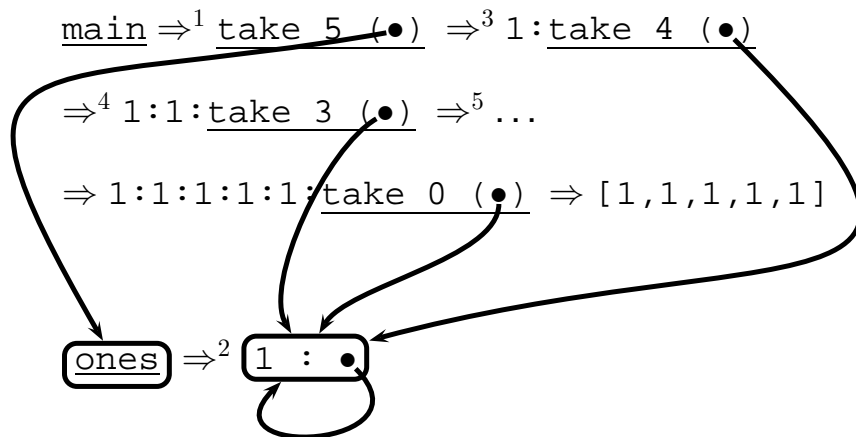 main ⇒¹ take 5 (●) ⇒³ 1:take 4 (●)
⇒⁴ 1:1:take 3 (●) ⇒⁵ ...
⇒ 1:1:1:1:1:take 0 (●) ⇒ [1,1,1,1,1]
ones ⇒² 1 : ●